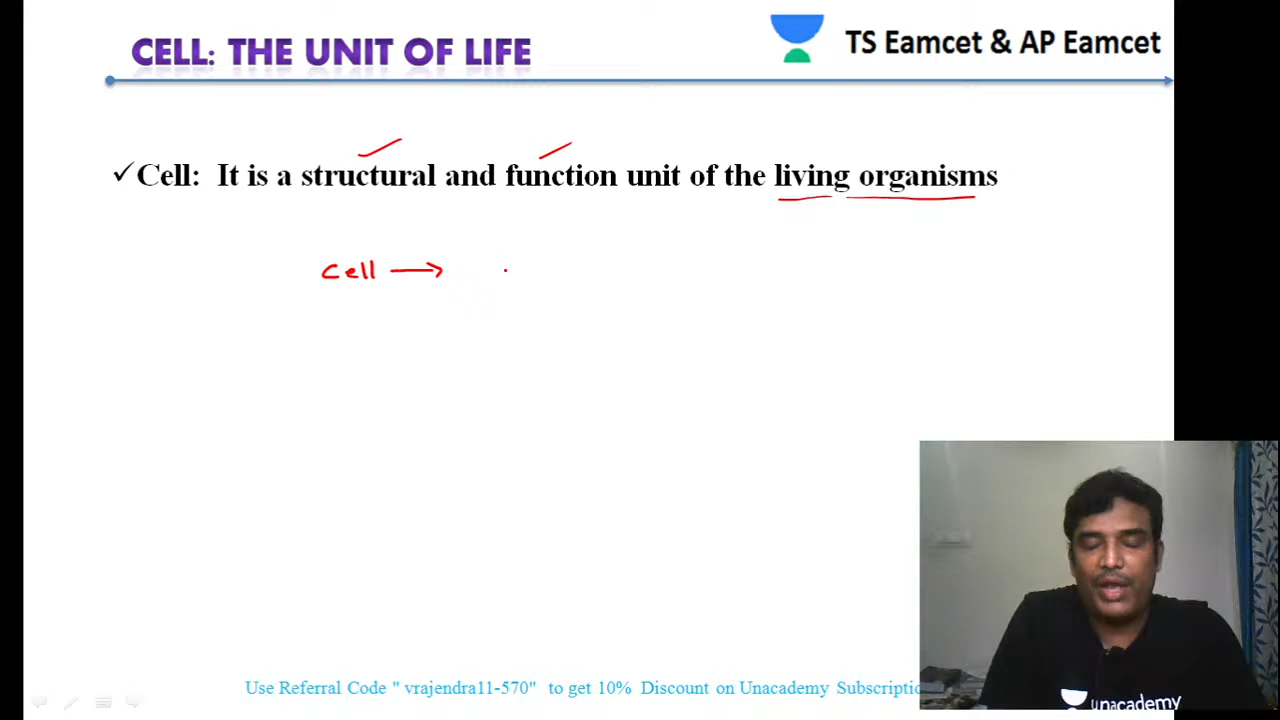 CELL: THE UNIT OF LIFE
TS Eamcet & AP Eamcet
✓Cell: It is a structural and function unit of the living organisms
Cell →
Use Referral Code " vrajendra11-570" to get 10% Discount on Unacademy Subscriptio
unacademy